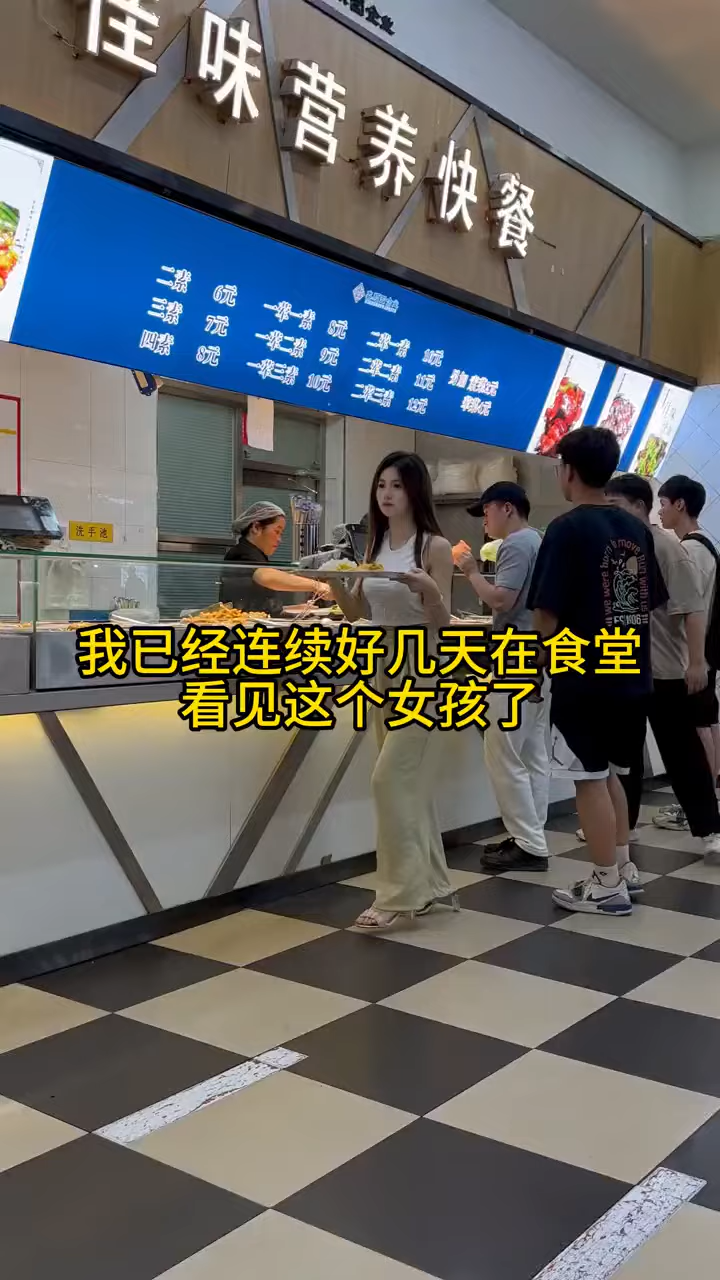 佳味营养快餐
二素 6元
三素 7元
四素 8元
一荤一素 8元
一荤二素 9元
一荤三素 10元
二荤一素 10元
二荤二素 11元
二荤三素 12元
洗手池
我已经连续好几天在食堂
看见这个女孩了